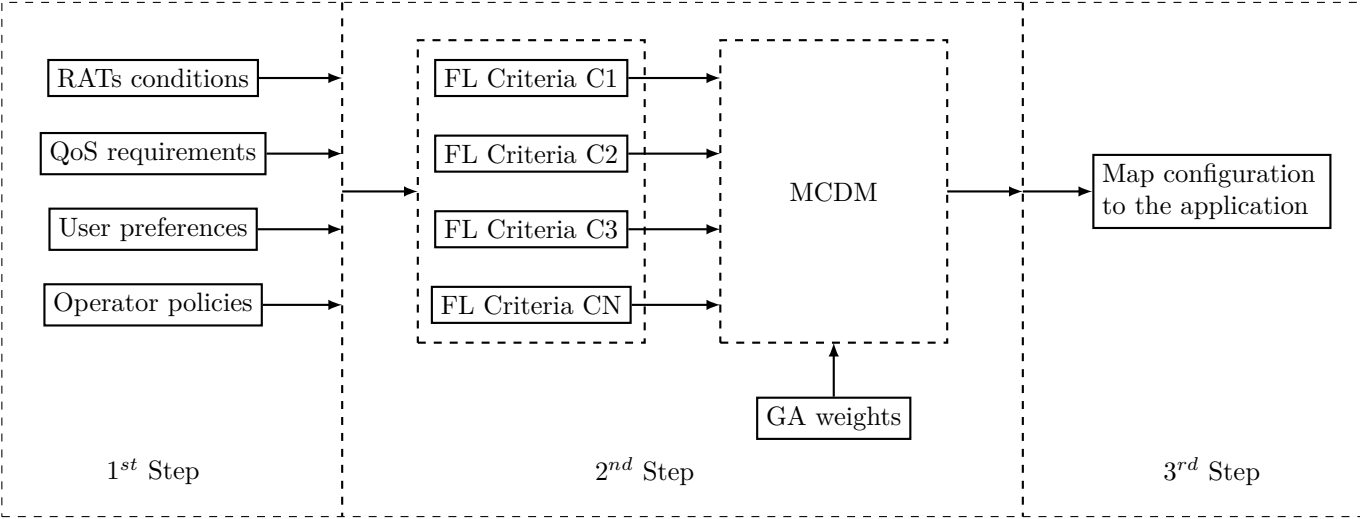 RATs conditions
QoS requirements
User preferences
Operator policies
1st Step
FL Criteria C1
FL Criteria C2
FL Criteria C3
FL Criteria CN
MCDM
GA weights
2nd Step
Map configuration
to the application
3rd Step